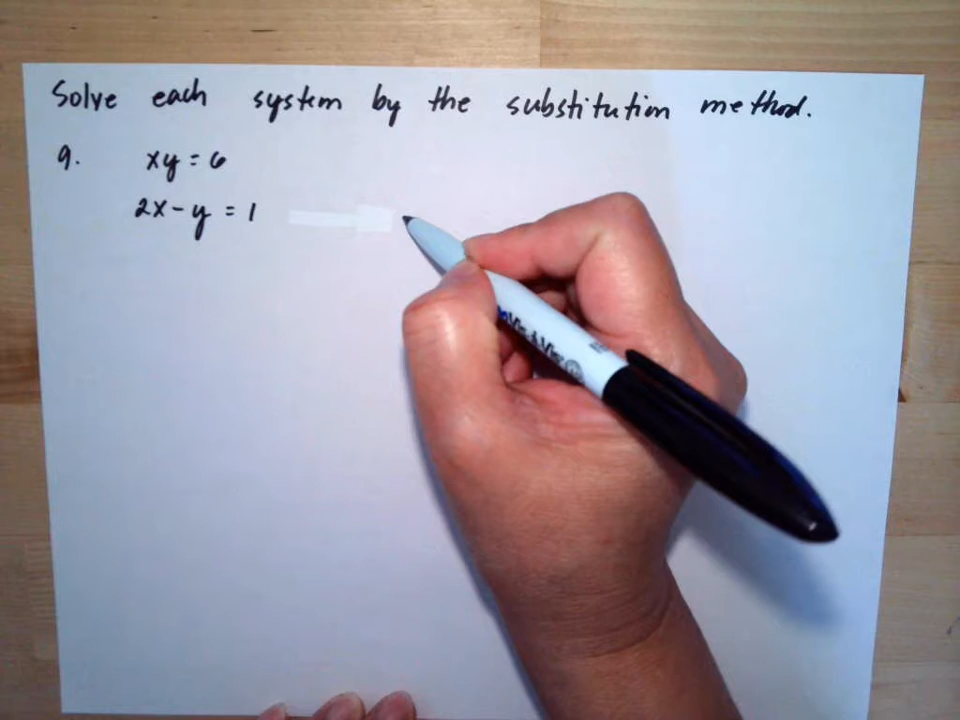 Solve each system by the substitution method.
9. xy = 6
2x - y = 1